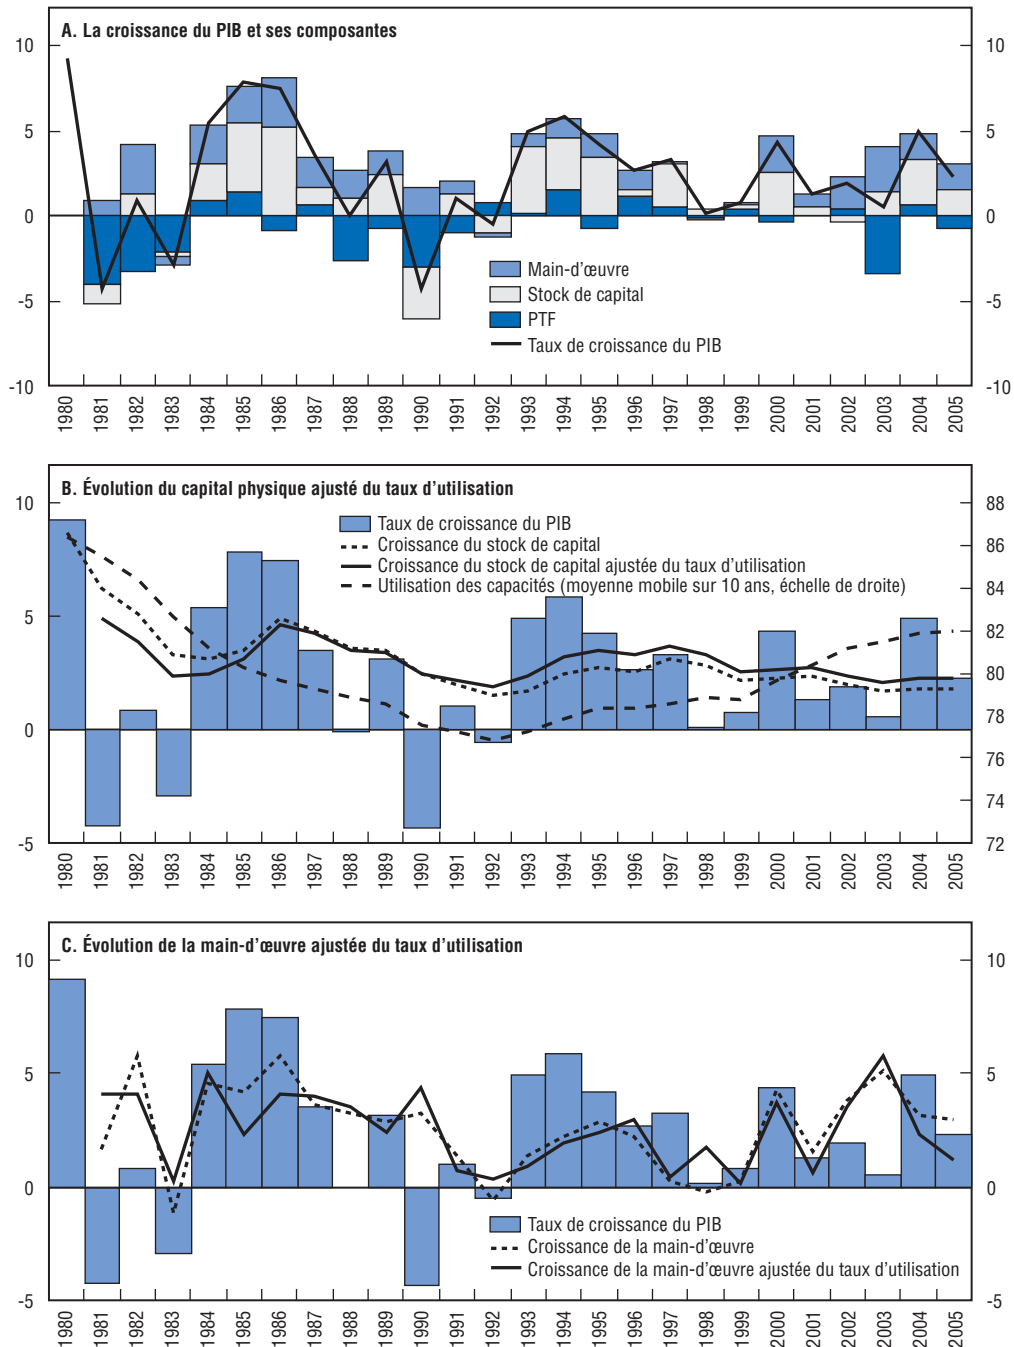 A. La croissance du PIB et ses composantes
10 10
5 5
0 0
-5 -5
-10 -10
Main-d'œuvre
Stock de capital
PTF
Taux de croissance du PIB
1980 1981 1982 1983 1984 1985 1986 1987 1988 1989 1990 1991 1992 1993 1994 1995 1996 1997 1998 1999 2000 2001 2002 2003 2004 2005
B. Évolution du capital physique ajusté du taux d'utilisation
10 88
86
84
5 82
80
78
0 76
74
-5 72
Taux de croissance du PIB
Croissance du stock de capital
Croissance du stock de capital ajustée du taux d'utilisation
Utilisation des capacités (moyenne mobile sur 10 ans, échelle de droite)
1980 1981 1982 1983 1984 1985 1986 1987 1988 1989 1990 1991 1992 1993 1994 1995 1996 1997 1998 1999 2000 2001 2002 2003 2004 2005
C. Évolution de la main-d'œuvre ajustée du taux d'utilisation
10 10
5 5
0 0
-5 -5
Taux de croissance du PIB
Croissance de la main-d'œuvre
Croissance de la main-d'œuvre ajustée du taux d'utilisation
1980 1981 1982 1983 1984 1985 1986 1987 1988 1989 1990 1991 1992 1993 1994 1995 1996 1997 1998 1999 2000 2001 2002 2003 2004 2005